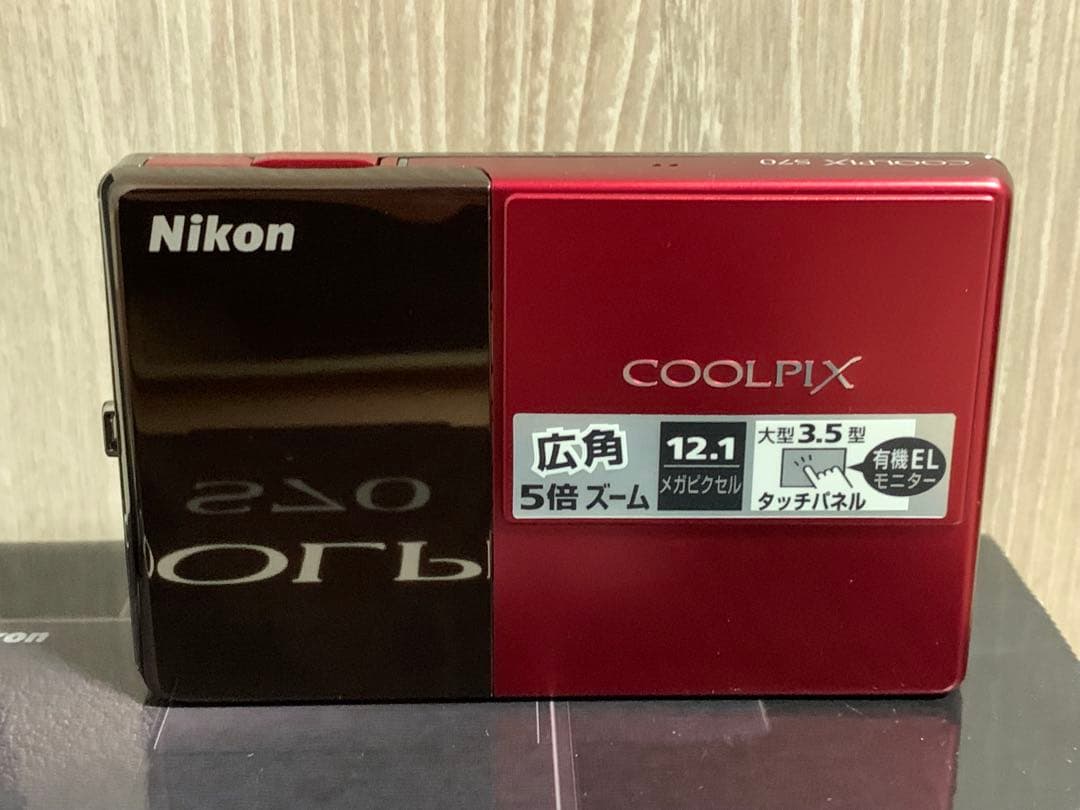 COOLPIX S70
Nikon
COOLPIX
広角
5倍 ズーム
12.1
メガピクセル
大型 3.5 型
タッチパネル
有機EL
モニター
S70
OLP